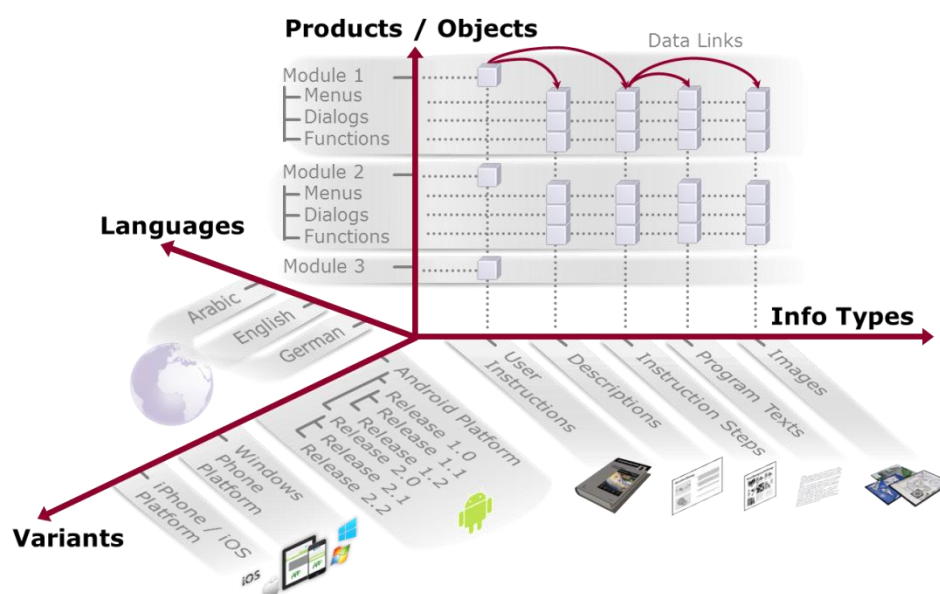 Products / Objects
Data Links
Module 1
Menus
Dialogs
Functions
Module 2
Menus
Dialogs
Functions
Module 3
Languages
Arabic
English
German
Info Types
User
Instructions
Descriptions
Instruction Steps
Program Texts
Images
Android Platform
Release 1.0
Release 1.1
Release 1.2
Release 2.0
Release 2.1
Release 2.2
Windows
Phone
Platform
iPhone / iOS
Platform
iOS
Variants